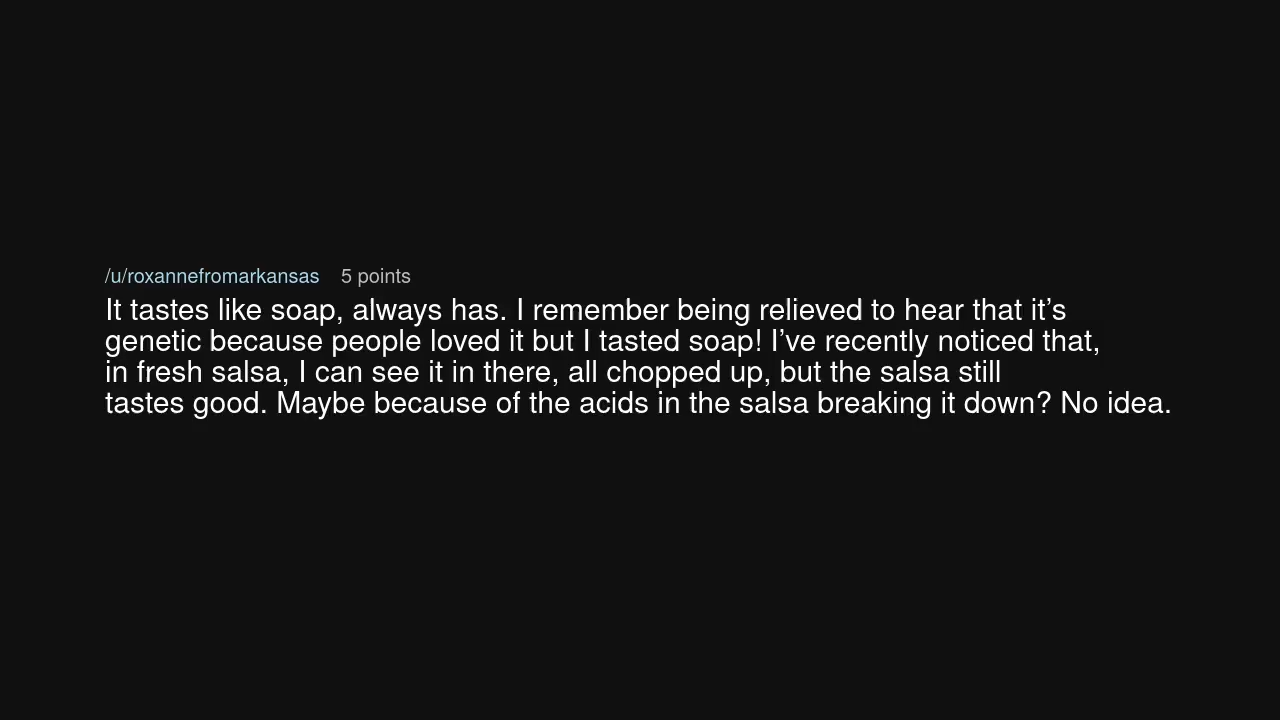 /u/roxannefromarkansas 5 points
It tastes like soap, always has. I remember being relieved to hear that it’s
genetic because people loved it but I tasted soap! I’ve recently noticed that,
in fresh salsa, I can see it in there, all chopped up, but the salsa still
tastes good. Maybe because of the acids in the salsa breaking it down? No idea.